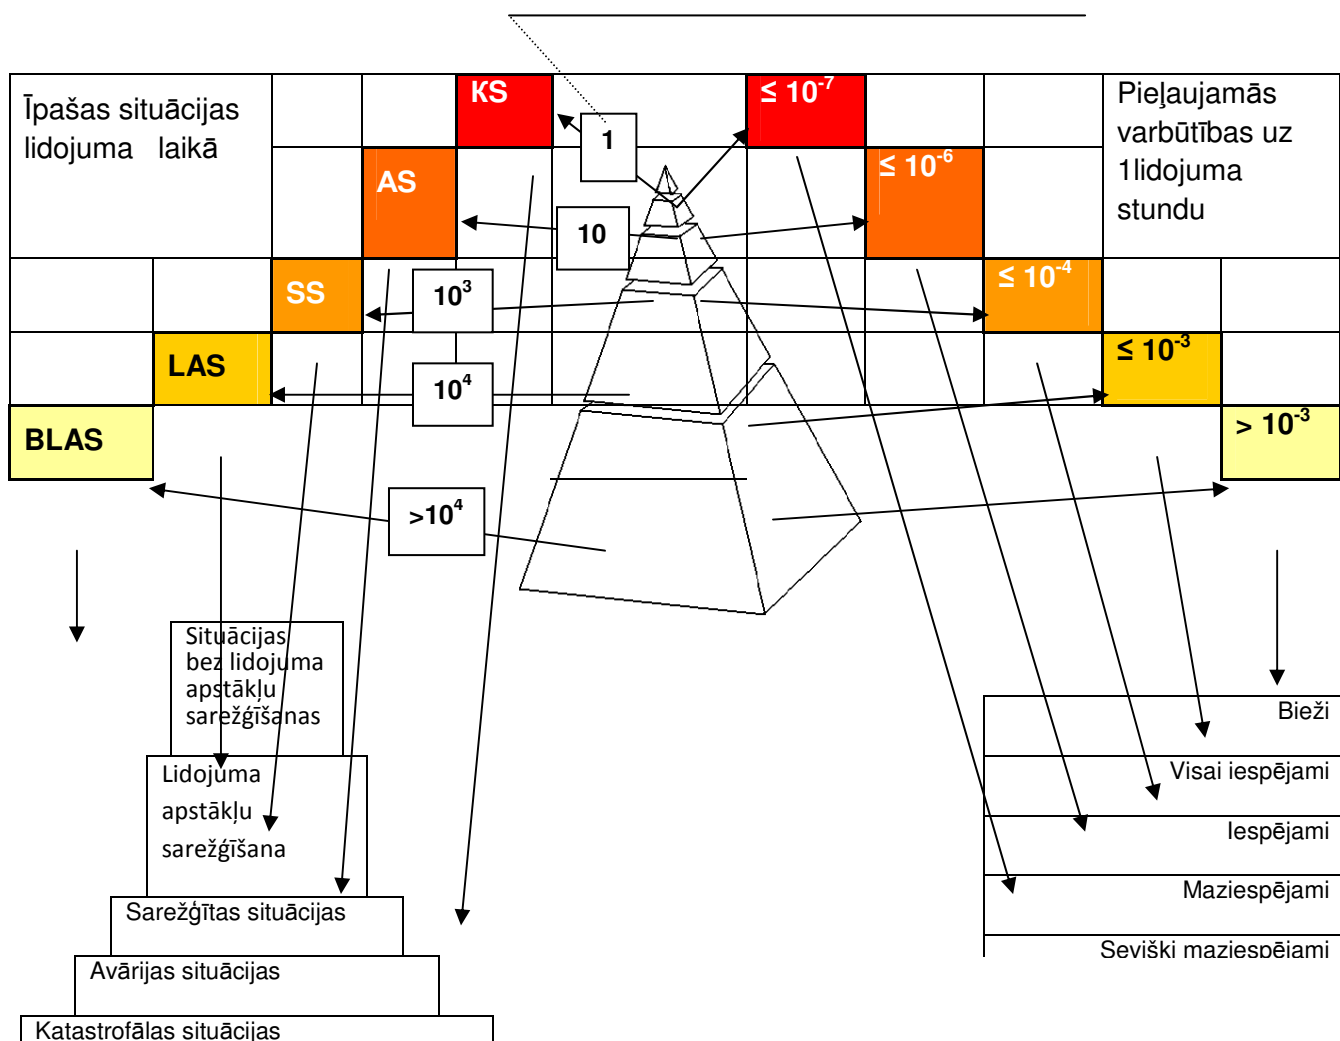 Īpašas situācijas
lidojuma laikā
KS
≤ 10⁻⁷
Pieļaujamās
varbūtības uz
1lidojuma
stundu
1
AS
≤ 10⁻⁶
10
SS
10³
≤ 10⁻⁴
LAS
10⁴
≤ 10⁻³
BLAS
> 10⁻³
>10⁴
Situācijas
bez lidojuma
apstākļu
sarežģīšanas
Lidojuma
apstākļu
sarežģīšana
Sarežģītas situācijas
Avārijas situācijas
Katastrofālas situācijas
Bieži
Visai iespējami
Iespējami
Maziespējami
Seviški maziespējami